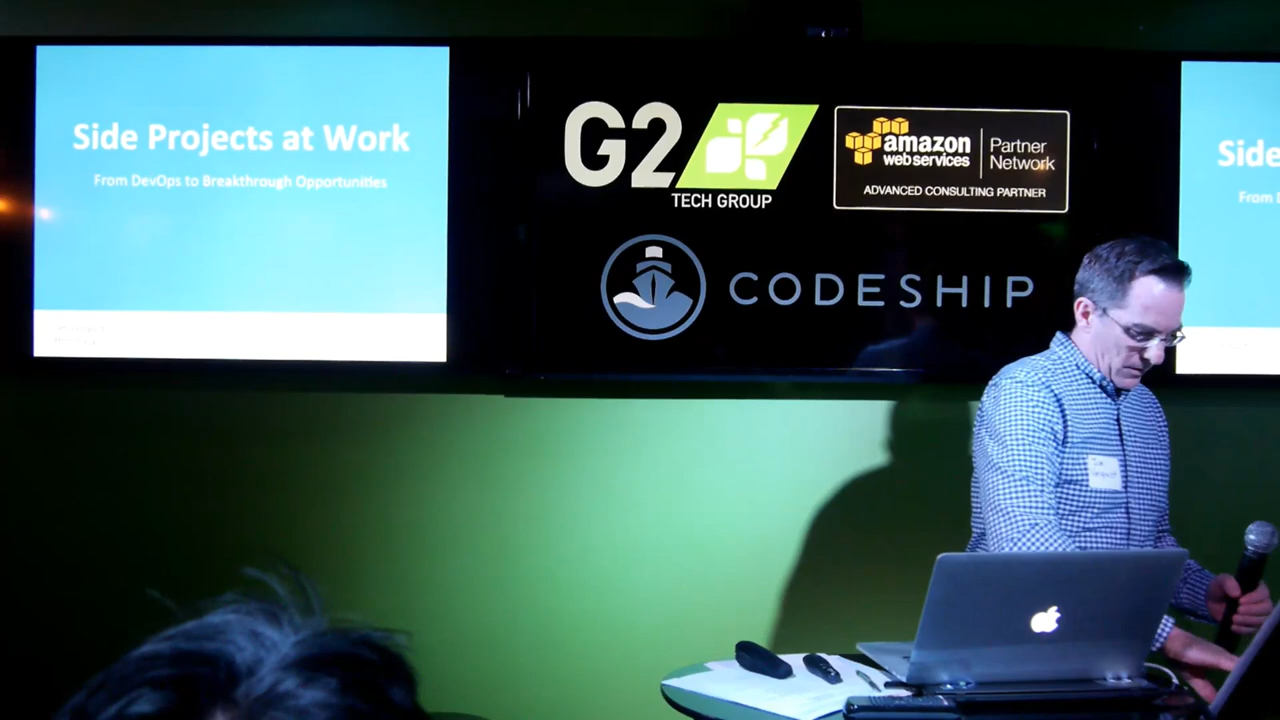 Side Projects at Work
From DevOps to Breakthrough Opportunities
G2
TECH GROUP
amazon
web services
Partner
Network
ADVANCED CONSULTING PARTNER
CODESHIP
Side
From